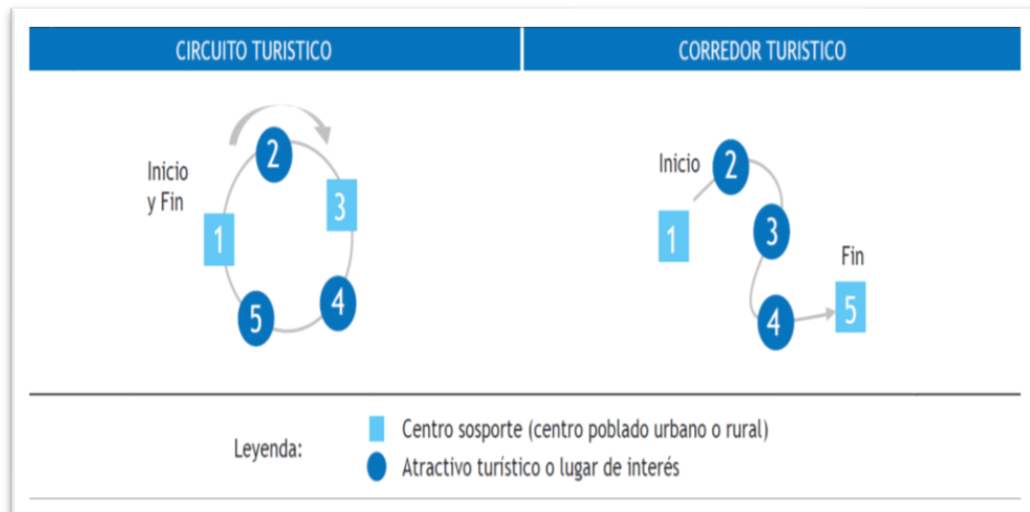 CIRCUITO TURISTICO
CORREDOR TURISTICO
Inicio
y Fin
1
2
3
4
5
Inicio
1
2
3
4
Fin
5
Leyenda:
Centro sosporte (centro poblado urbano o rural)
Atractivo turístico o lugar de interés